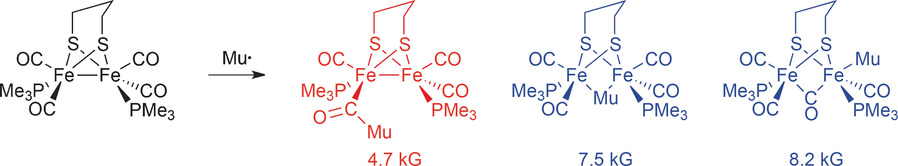 S S
OC Fe Fe CO
Me3P CO
OC PMe3
Mu•
S S
OC Fe Fe CO
Me3P CO
C PMe3
O
Mu
4.7 kG
S S
OC Fe Fe CO
Me3P CO
OC Mu PMe3
7.5 kG
S S Mu
OC Fe Fe
Me3P CO
OC C PMe3
O
8.2 kG